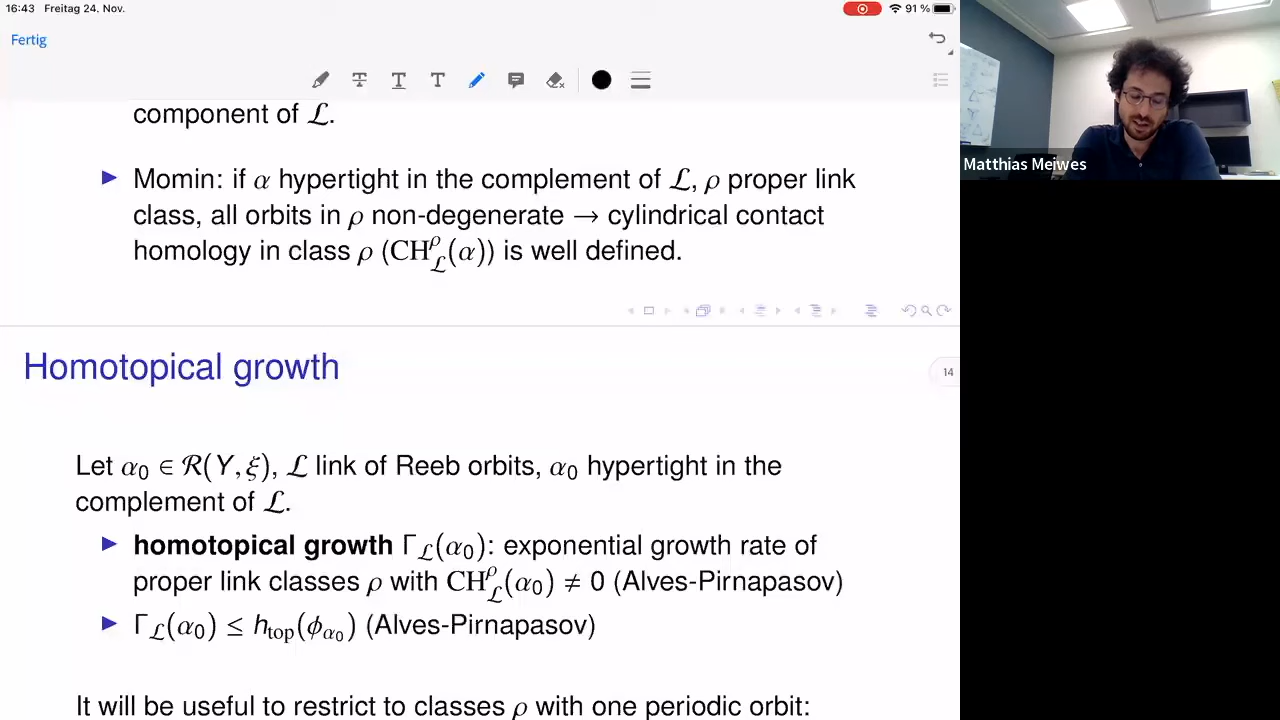 16:43 Freitag 24. Nov.
91 %
Fertig
component of ℒ.
▶ Momin: if α hypertight in the complement of ℒ, ρ proper link
class, all orbits in ρ non-degenerate → cylindrical contact
homology in class ρ (CH^ρ_ℒ(α)) is well defined.
Homotopical growth
14
Let α₀ ∈ ℛ(Y, ξ), ℒ link of Reeb orbits, α₀ hypertight in the
complement of ℒ.
▶ homotopical growth Γ_ℒ(α₀): exponential growth rate of
proper link classes ρ with CH^ρ_ℒ(α₀) ≠ 0 (Alves-Pirnapasov)
▶ Γ_ℒ(α₀) ≤ h_top(ϕ_α₀) (Alves-Pirnapasov)
It will be useful to restrict to classes ρ with one periodic orbit:
Matthias Meiwes